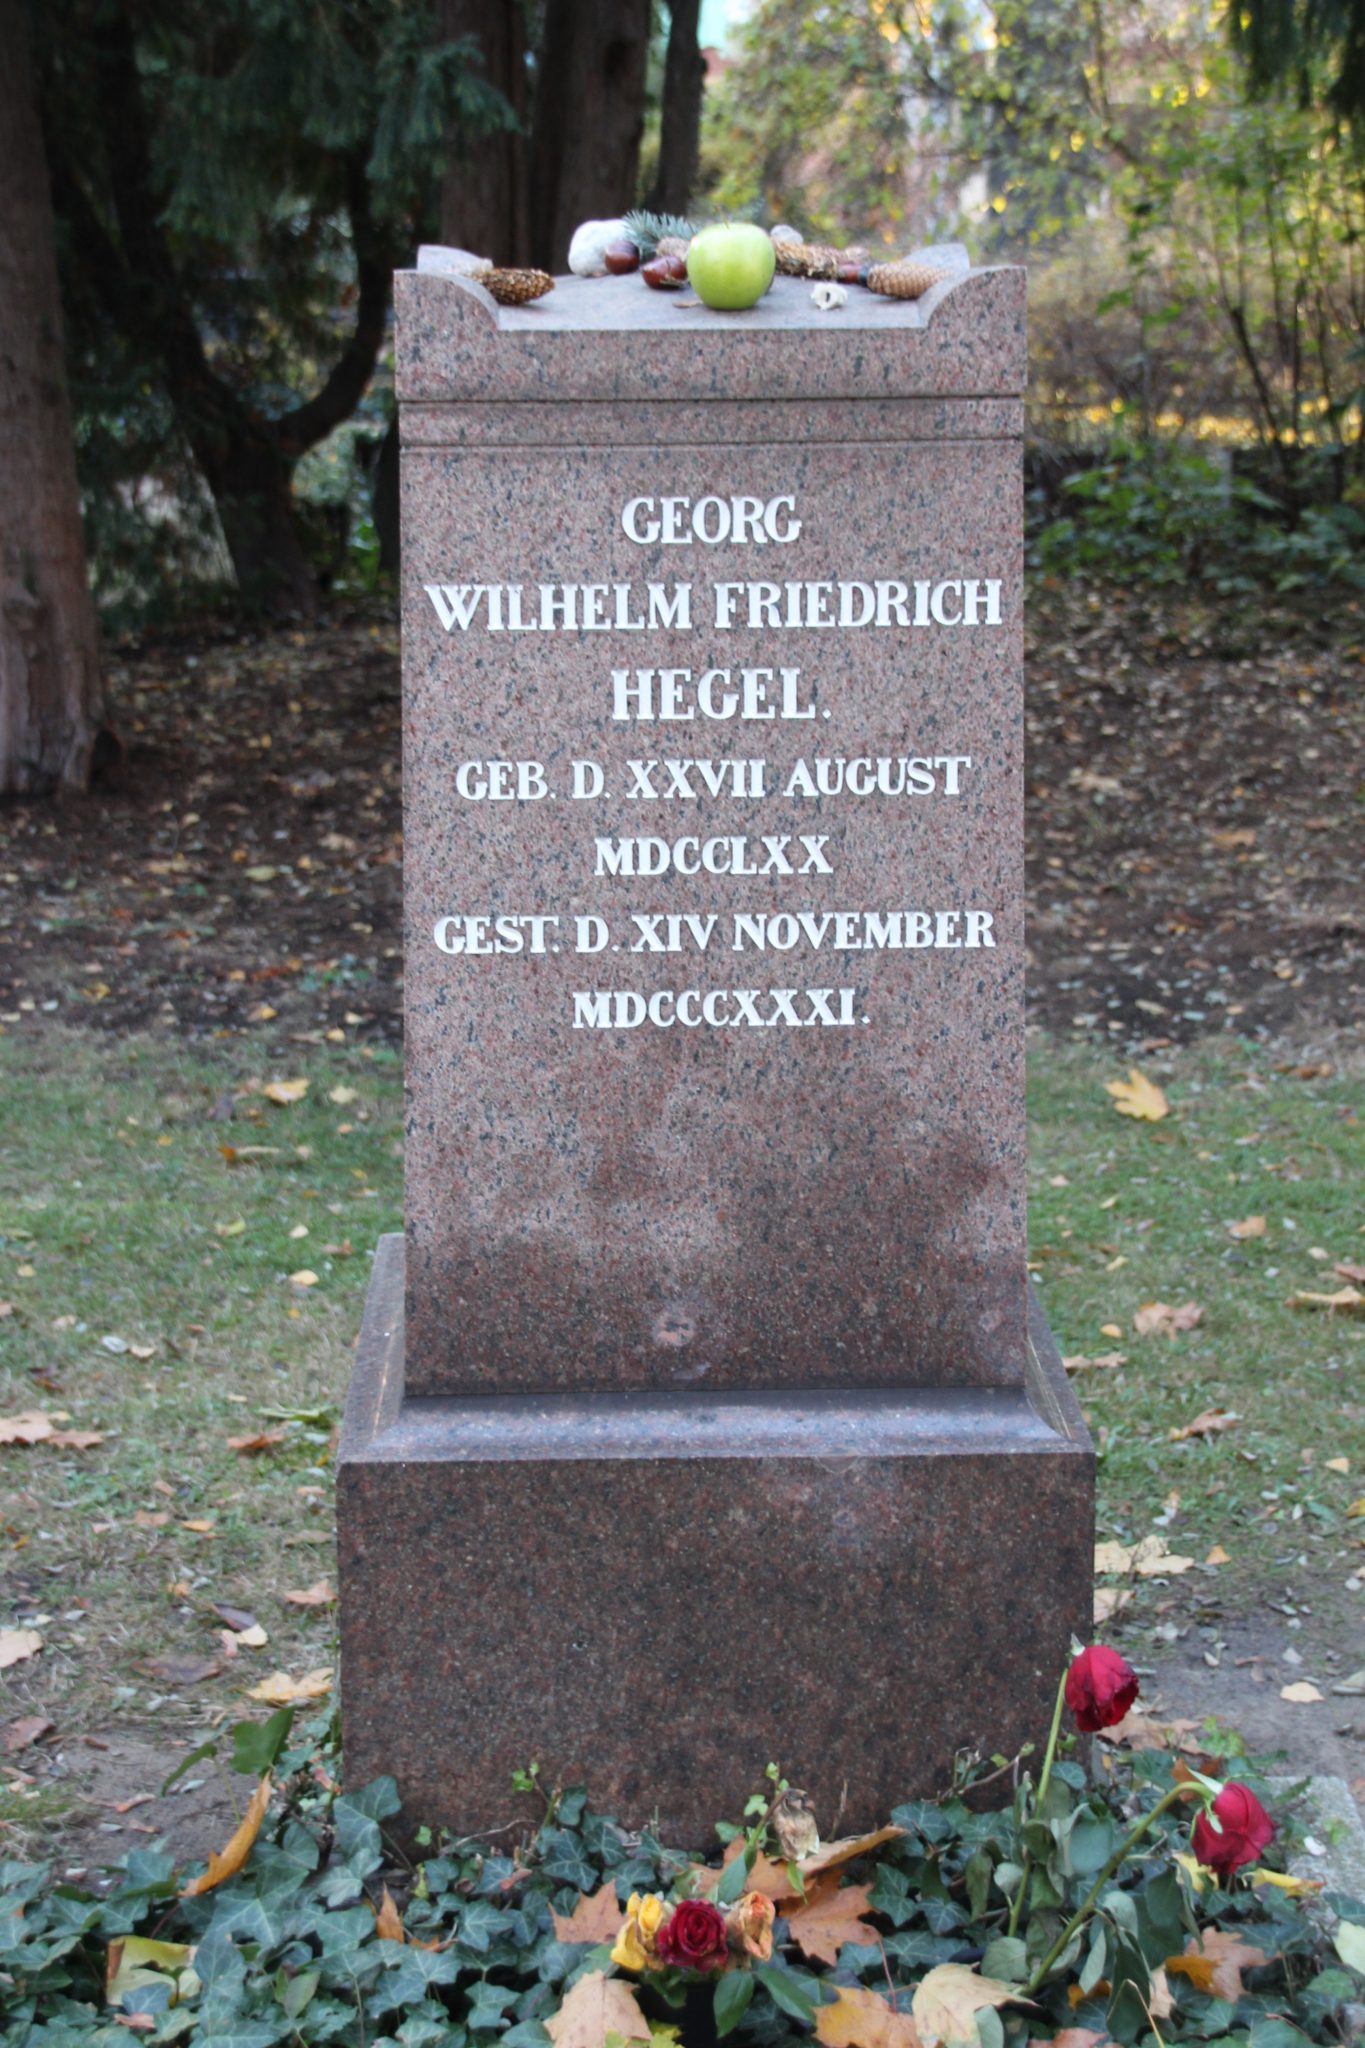 GEORG
WILHELM FRIEDRICH
HEGEL.
GEB. D. XXVII AUGUST
MDCCLXX
GEST. D. XIV NOVEMBER
MDCCCXXXI.